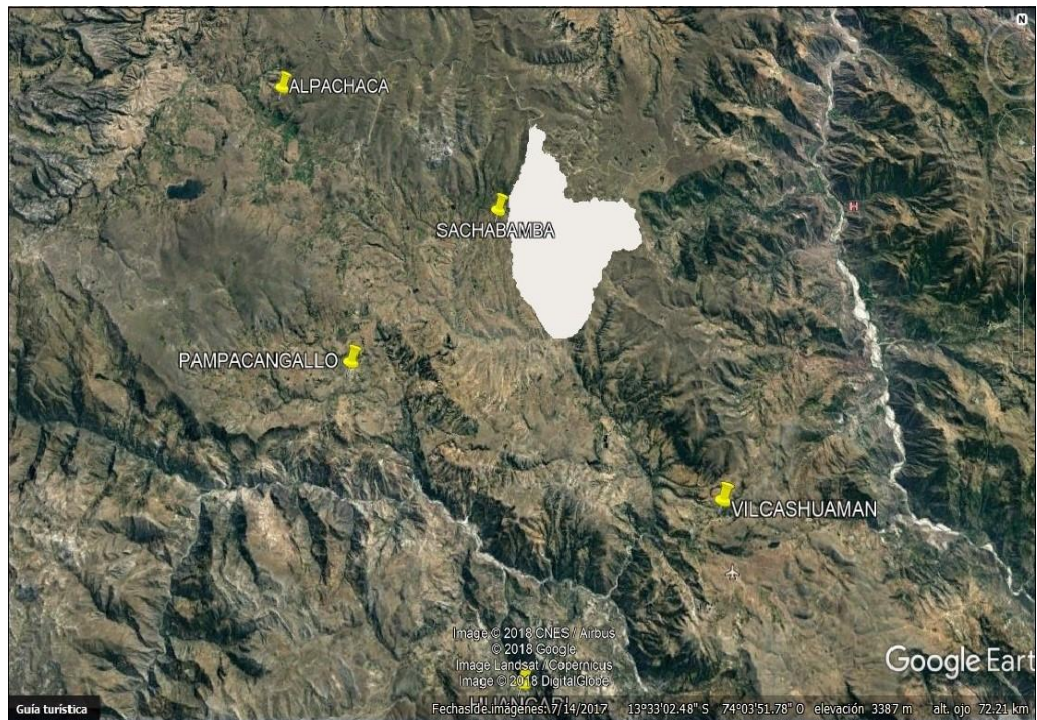 N
ALPACHACA
SACHABAMBA
H
PAMPACANGALLO
VILCASHUAMAN
Image © 2018 CNES / Airbus
© 2018 Google
Image Landsat / Copernicus
Image © 2018 DigitalGlobe
Google Eart
Guía turística
Fechas de imágenes: 7/14/2017 13°33'02.48" S 74°03'51.78" O elevación 3387 m alt. ojo 72.21 km